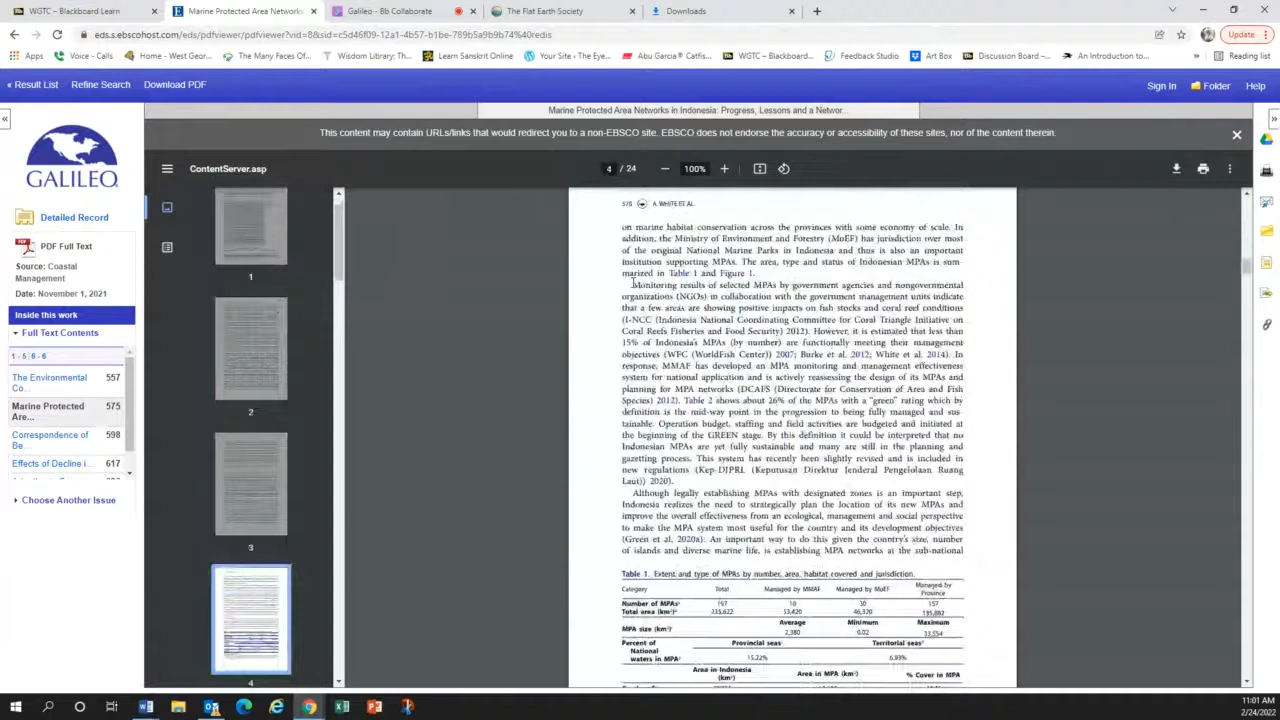 WGTC – Blackboard Learn
Marine Protected Area Networks
Galileo - Bb Collaborate
The Flat Earth Society
Downloads
eds.ebscohost.com/eds/pdfviewer/pdfviewer?vid=8&sid=c5d46f09-12a1-4b57-b1be-789b5a9b9b74%40redis
Update
Apps
Voice - Calls
Home - West Geor...
The Many Faces Of...
Wisdom Library; Th...
Learn Sanskrit Online
Your Site ‹ The Eye...
Abu Garcia® Catfis...
WGTC – Blackboard...
Feedback Studio
Art Box
Discussion Board –...
An Introduction to...
»
Reading list
« Result List
Refine Search
Download PDF
Sign In
Folder
Help
Marine Protected Area Networks in Indonesia: Progress, Lessons and a Networ...
This content may contain URLs/links that would redirect you to a non-EBSCO site. EBSCO does not endorse the accuracy or accessibility of these sites, nor of the content therein.
GALILEO
Detailed Record
PDF Full Text
Source: Coastal
Management
Date: November 1, 2021
Inside this work
Full Text Contents
1 - 5 | 6 - 6
The Environmental
Co...
557
Marine Protected
Are...
575
Correspondence of
Be...
598
Effects of Decline i...
617
Choose Another Issue
ContentServer.asp
4 / 24
100%
1
2
3
4
578 A. WHITE ET AL.
on marine habitat conservation across the provinces with some economy of scale. In
addition, the Ministry of Environment and Forestry (MoEF) has jurisdiction over most
of the original National Marine Parks in Indonesia and thus is also an important
institution supporting MPAs. The area, type and status of Indonesian MPAs is sum-
marized in Table 1 and Figure 1.
Monitoring results of selected MPAs by government agencies and nongovernmental
organizations (NGOs) in collaboration with the government management units indicate
that a few areas are showing positive impacts on fish stocks and coral reef conditions
(I-NCC (Indonesia National Coordinating Committee for Coral Triangle Initiative on
Coral Reefs Fisheries and Food Security) 2012). However, it is estimated that less than
15% of Indonesia's MPAs (by number) are functionally meeting their management
objectives (WFC (WorldFish Center)) 2007; Burke et al. 2012; White et al. 2014). In
response, MMAF has developed an MPA monitoring and management effectiveness
system for national application and is actively reassessing the design of its MPAs and
planning for MPA networks (DCAFS (Directorate for Conservation of Area and Fish
Species) 2012). Table 2 shows about 26% of the MPAs with a "green" rating which by
definition is the mid-way point in the progression to being fully managed and sus-
tainable. Operation budget, staffing and field activities are budgeted and initiated at
the beginning of the GREEN stage. By this definition it could be interpreted that no
Indonesian MPAs are yet fully sustainable and many are still in the planning and
gazetting process. This system has recently been slightly revised and is included in
new regulations (Kep-DJPRL (Keputusan Direktur Jenderal Pengelolaan Ruang
Laut)) 2020).
Although legally establishing MPAs with designated zones is an important step,
Indonesia realizes the need to strategically plan the location of its new MPAs and
improve the overall effectiveness from an ecological, management and social perspective
to make the MPA system most useful for the country and its development objectives
(Green et al. 2020a). An important way to do this given the country's size, number
of islands and diverse marine life, is establishing MPA networks at the sub-national
Table 1. Extent and type of MPAs by number, area, habitat covered and jurisdiction.
Category Total Managed by MMAF Managed by MoEF Managed by Province
Number of MPAs 197 10 30 157
Total area (km²) 235,622 53,420 46,320
Average Minimum Maximum
MPA size (km²) 2,380 0.02 33,554
Percent of
National
waters in MPA
Provincial seas Territorial seas
15.22% 6.93%
Area in Indonesia
(km²)
Area in MPA (km²) % Cover in MPA
11:01 AM
2/24/2022